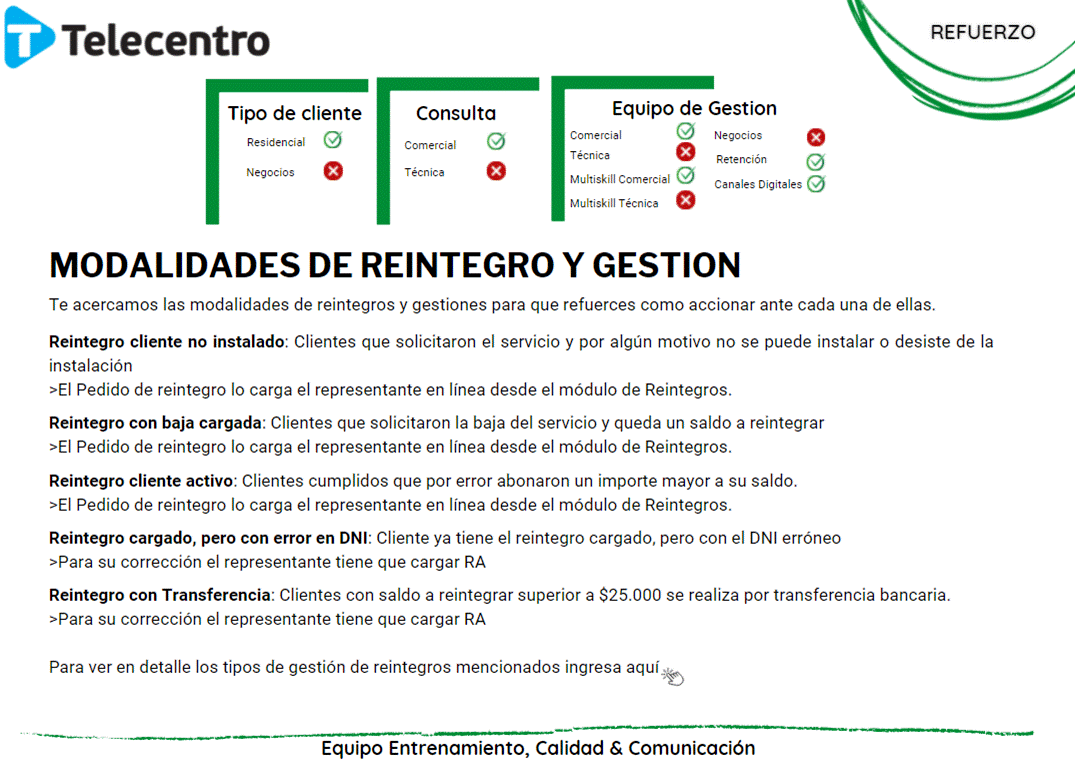 Telecentro
REFUERZO
Tipo de cliente
Residencial
Negocios
Consulta
Comercial
Técnica
Equipo de Gestion
Comercial
Técnica
Multiskill Comercial
Multiskill Técnica
Negocios
Retención
Canales Digitales
MODALIDADES DE REINTEGRO Y GESTION
Te acercamos las modalidades de reintegros y gestiones para que refuerces como accionar ante cada una de ellas.
Reintegro cliente no instalado: Clientes que solicitaron el servicio y por algún motivo no se puede instalar o desiste de la
instalación
>El Pedido de reintegro lo carga el representante en línea desde el módulo de Reintegros.
Reintegro con baja cargada: Clientes que solicitaron la baja del servicio y queda un saldo a reintegrar
>El Pedido de reintegro lo carga el representante en línea desde el módulo de Reintegros.
Reintegro cliente activo: Clientes cumplidos que por error abonaron un importe mayor a su saldo.
>El Pedido de reintegro lo carga el representante en línea desde el módulo de Reintegros.
Reintegro cargado, pero con error en DNI: Cliente ya tiene el reintegro cargado, pero con el DNI erróneo
>Para su corrección el representante tiene que cargar RA
Reintegro con Transferencia: Clientes con saldo a reintegrar superior a $25.000 se realiza por transferencia bancaria.
>Para su corrección el representante tiene que cargar RA
Para ver en detalle los tipos de gestión de reintegros mencionados ingresa aquí
Equipo Entrenamiento, Calidad & Comunicación